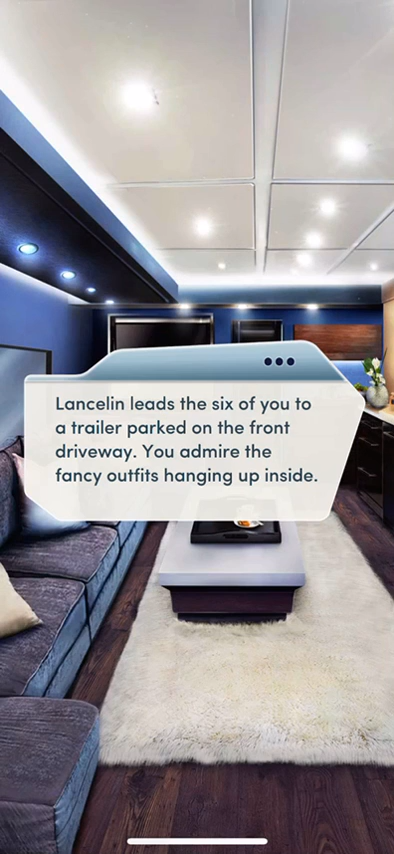 Lancelin leads the six of you to
a trailer parked on the front
driveway. You admire the
fancy outfits hanging up inside.